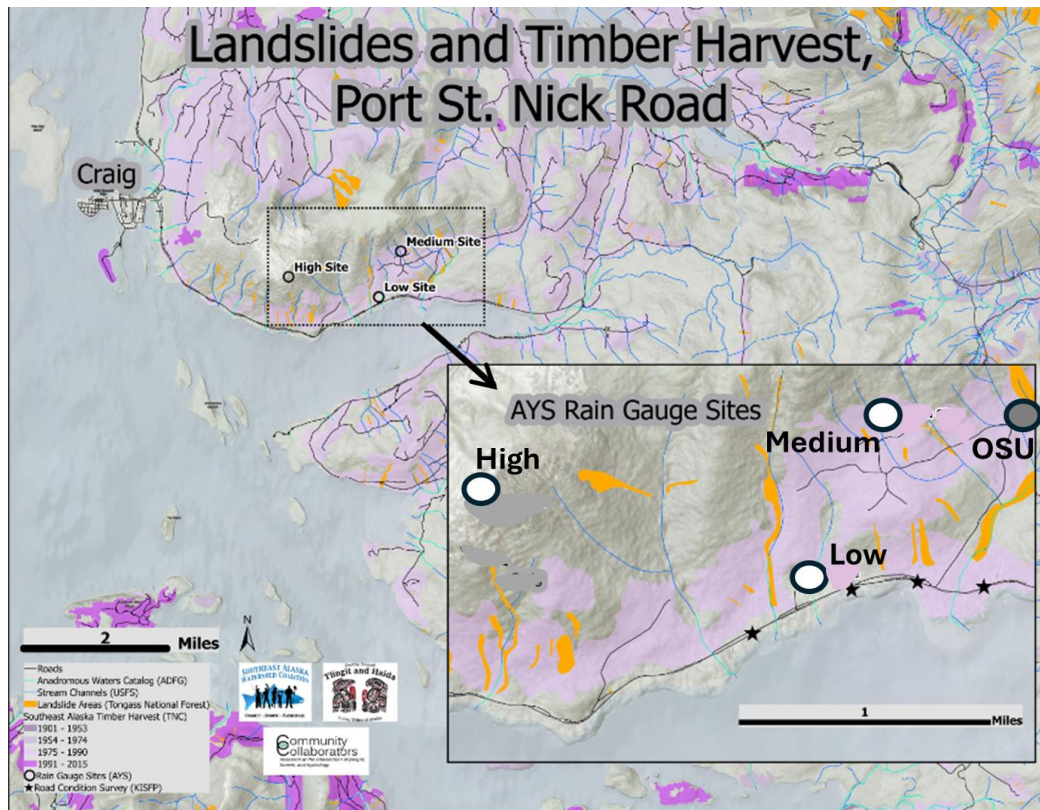 Landslides and Timber Harvest,
Port St. Nick Road
Craig
Medium Site
High Site
Low Site
AYS Rain Gauge Sites
Medium
OSU
High
Low
1
Miles
2
Miles
N
Roads
Anadromous Waters Catalog (ADFG)
Stream Channels (USFS)
Landslide Areas (Tongass National Forest)
Southeast Alaska Timber Harvest (TNC)
1901 - 1953
1954 - 1974
1975 - 1990
1991 - 2015
Rain Gauge Sites (AYS)
Road Condition Survey (KISFP)
SOUTHEAST ALASKA
WATERSHED COALITION
Tlingit and Haida
Community
Collaborators